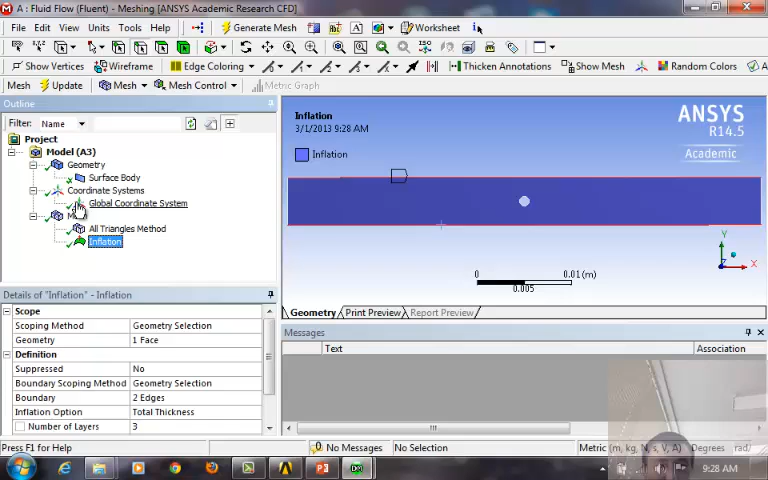 A : Fluid Flow (Fluent) - Meshing [ANSYS Academic Research CFD]
File Edit View Units Tools Help Generate Mesh A Worksheet
ISO
Show Vertices Wireframe Edge Coloring Thicken Annotations Show Mesh Random Colors A
Mesh Update Mesh Mesh Control Metric Graph
Outline
Filter: Name
Project
Model (A3)
Geometry
Surface Body
Coordinate Systems
Global Coordinate System
All Triangles Method
Inflation
Inflation
3/1/2013 9:28 AM
Inflation
ANSYS
R14.5
Academic
Y
X
Z
0 0.01 (m)
0.005
Geometry Print Preview Report Preview
Details of "Inflation" - Inflation
Scope
Scoping Method Geometry Selection
Geometry 1 Face
Definition
Suppressed No
Boundary Scoping Method Geometry Selection
Boundary 2 Edges
Inflation Option Total Thickness
Number of Layers 3
Messages
Text Association
Press F1 for Help No Messages No Selection Metric (m, kg, N, s, V, A) Degrees rad/
9:28 AM